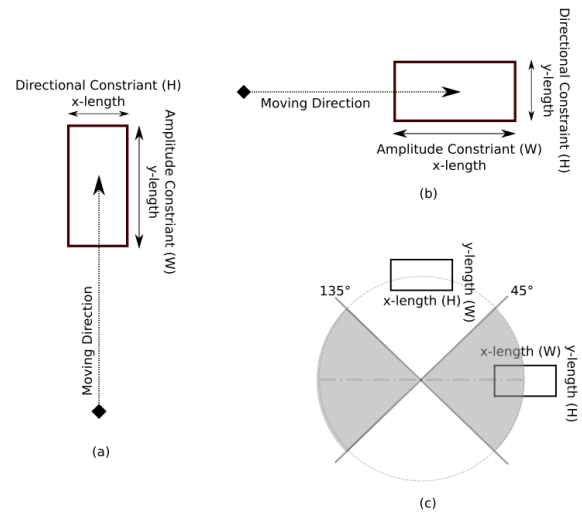 Directional Constriant (H)
x-length
Amplitude Constriant (W)
y-length
Moving Direction
(a)
Moving Direction
Directional Constraint (H)
y-length
Amplitude Constriant (W)
x-length
(b)
135°
45°
x-length (H)
y-length (W)
x-length (W)
y-length (H)
(c)